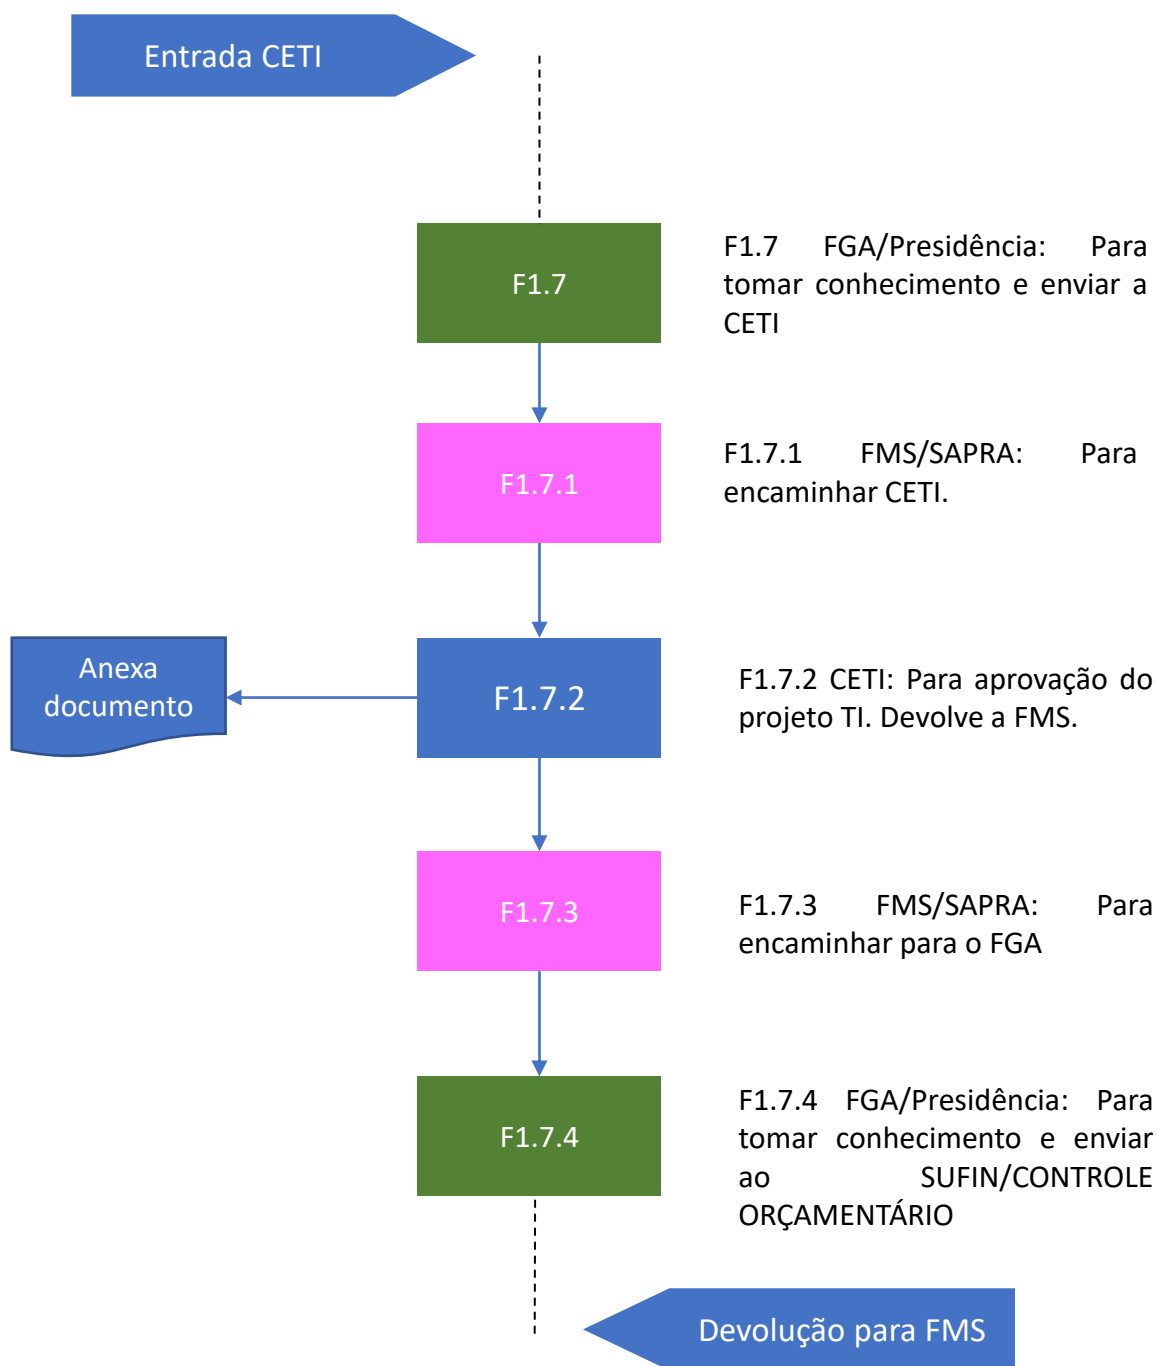 Entrada CETI
F1.7
F1.7 FGA/Presidência: Para
tomar conhecimento e enviar a
CETI
F1.7.1
F1.7.1 FMS/SAPRA: Para
encaminhar CETI.
Anexa
documento
F1.7.2
F1.7.2 CETI: Para aprovação do
projeto TI. Devolve a FMS.
F1.7.3
F1.7.3 FMS/SAPRA: Para
encaminhar para o FGA
F1.7.4
F1.7.4 FGA/Presidência: Para
tomar conhecimento e enviar
ao SUFIN/CONTROLE
ORÇAMENTÁRIO
Devolução para FMS